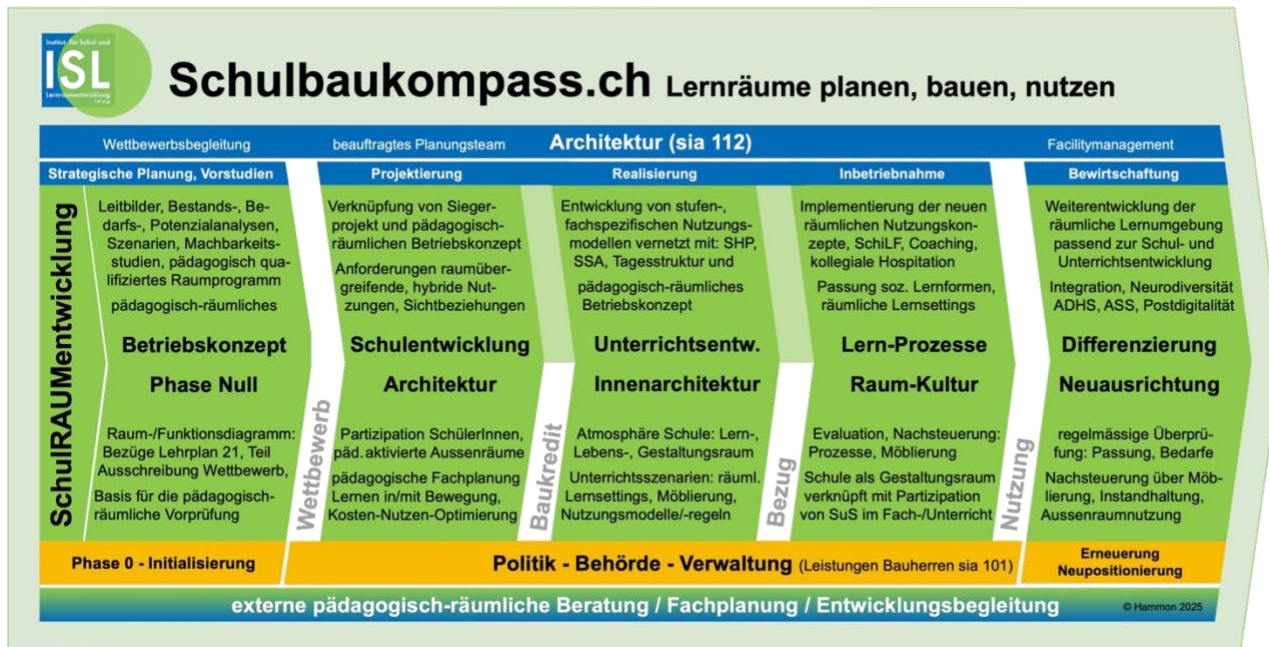 Institut für Schul- und
ISL
Lernraumentwicklung
Schulbaukompass.ch Lernräume planen, bauen, nutzen
Wettbewerbsbegleitung
beauftragtes Planungsteam
Architektur (sia 112)
Facilitymanagement
Strategische Planung, Vorstudien
Projektierung
Realisierung
Inbetriebnahme
Bewirtschaftung
SchulRAUMentwicklung
Leitbilder, Bestands-, Be-
darfs-, Potenzialanalysen,
Szenarien, Machbarkeits-
studien, pädagogisch qua-
lifiziertes Raumprogramm
pädagogisch-räumliches
Betriebskonzept
Phase Null
Raum-/Funktionsdiagramm:
Bezüge Lehrplan 21, Teil
Ausschreibung Wettbewerb,
Basis für die pädagogisch-
räumliche Vorprüfung
Wettbewerb
Verknüpfung von Sieger-
projekt und pädagogisch-
räumlichen Betriebskonzept
Anforderungen raumüber-
greifende, hybride Nut-
zungen, Sichtbeziehungen
Schulentwicklung
Architektur
Partizipation SchülerInnen,
päd. aktivierte Aussenräume
pädagogische Fachplanung
Lernen in/mit Bewegung,
Kosten-Nutzen-Optimierung
Baukredit
Entwicklung von stufen-,
fachspezifischen Nutzungs-
modellen vernetzt mit: SHP,
SSA, Tagesstruktur und
pädagogisch-räumliches
Betriebskonzept
Unterrichtsentw.
Innenarchitektur
Atmosphäre Schule: Lern-,
Lebens-, Gestaltungsraum
Unterrichtsszenarien: räuml.
Lernsettings, Möblierung,
Nutzungsmodelle/-regeln
Bezug
Implementierung der neuen
räumlichen Nutzungskon-
zepte, SchiLF, Coaching,
kollegiale Hospitation
Passung soz. Lernformen,
räumliche Lernsettings
Lern-Prozesse
Raum-Kultur
Evaluation, Nachsteuerung:
Prozesse, Möblierung
Schule als Gestaltungsraum
verknüpft mit Partizipation
von SuS im Fach-/Unterricht
Nutzung
Weiterentwicklung der
räumliche Lernumgebung
passend zur Schul- und
Unterrichtsentwicklung
Integration, Neurodiversität
ADHS, ASS, Postdigitalität
Differenzierung
Neuausrichtung
regelmässige Überprü-
fung: Passung, Bedarfe
Nachsteuerung über Möb-
lierung, Instandhaltung,
Aussenraumnutzung
Phase 0 - Initialisierung
Politik - Behörde - Verwaltung (Leistungen Bauherren sia 101)
Erneuerung
Neupositionierung
externe pädagogisch-räumliche Beratung / Fachplanung / Entwicklungsbegleitung
© Hammon 2025